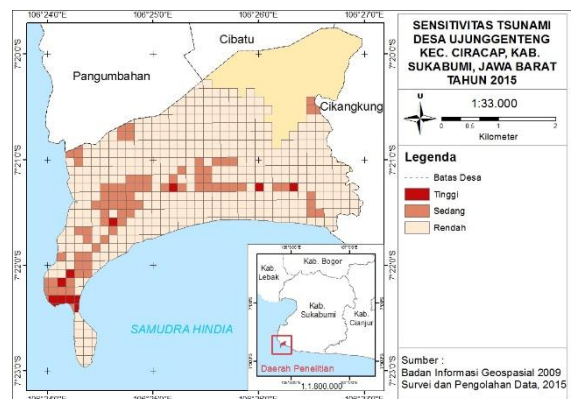 106°24'0"E
106°25'0"E
106°26'0"E
106°27'0"E
7°20'0"S
7°21'0"S
7°22'0"S
7°23'0"S
Cibatu
Pangumbahan
Cikangkung
SAMUDRA HINDIA
Kab. Bogor
Kab.
Lebak
Kab.
Sukabumi
Kab.
Cianjur
Daerah Penelitian
1:1.600.000
SENSITIVITAS TSUNAMI
DESA UJUNGGENTENG
KEC. CIRACAP, KAB.
SUKABUMI, JAWA BARAT
TAHUN 2015
U
1:33.000
0 0.5 1 2
Kilometer
Legenda
Batas Desa
Tinggi
Sedang
Rendah
Sumber :
Badan Informasi Geospasial 2009
Survei dan Pengolahan Data, 2015